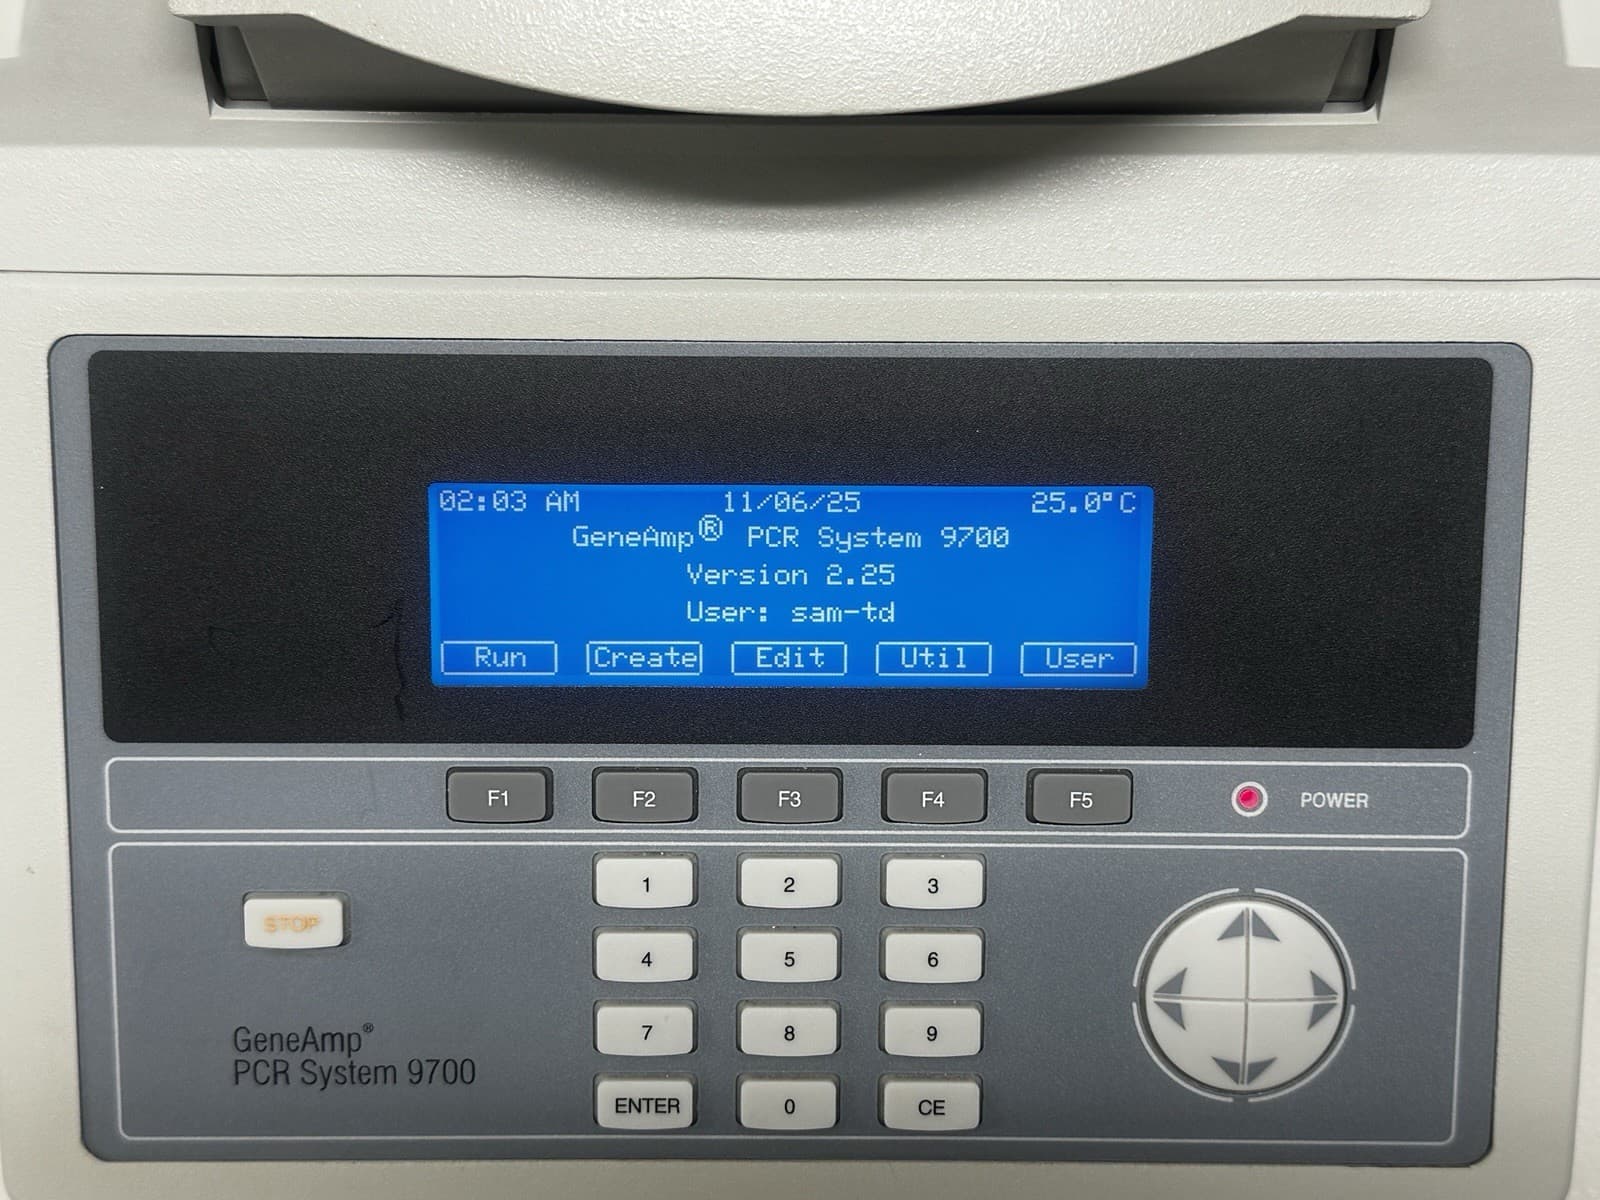 02:03 AM 11/06/25 25.0°C
GeneAmp® PCR System 9700
Version 2.25
User: sam-td
Run Create Edit Util User
F1 F2 F3 F4 F5 POWER
1 2 3
STOP
4 5 6
7 8 9
GeneAmp®
PCR System 9700
ENTER 0 CE